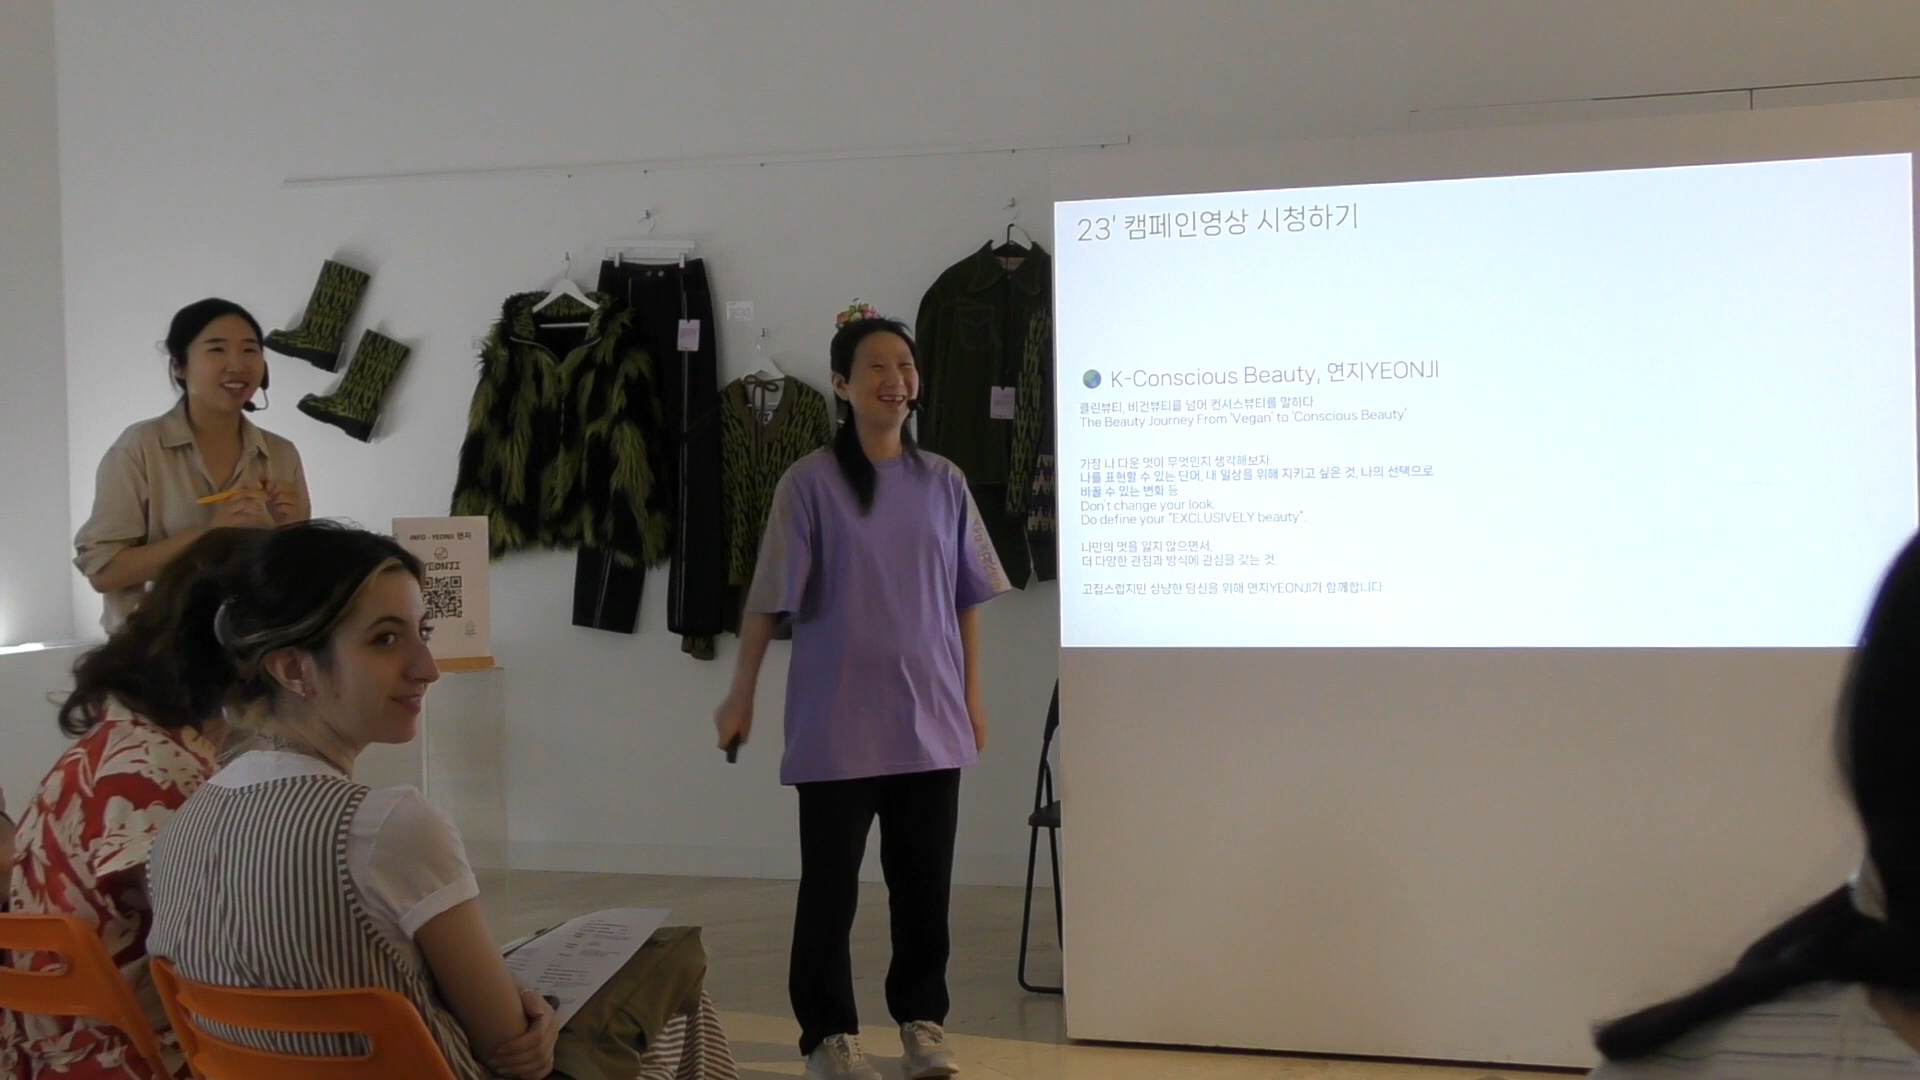 23' 캠페인영상 시청하기
K-Conscious Beauty, 연지YEONJI
클린뷰티, 비건뷰티를 넘어 컨셔스뷰티를 말하다
The Beauty Journey From 'Vegan' to 'Conscious Beauty'
가장 나 다운 멋이 무엇인지 생각해보자
나를 표현할 수 있는 단어, 내 일상을 위해 지키고 싶은 것, 나의 선택으로
바꿀 수 있는 변화 등
Don't change your look.
Do define your "EXCLUSIVELY beauty".
나만의 멋을 잃지 않으면서,
더 다양한 관점과 방식에 관심을 갖는 것
고집스럽지만 상냥한 당신을 위해 연지YEONJI가 함께합니다
INFO - YEONJI 연지
YEONJI